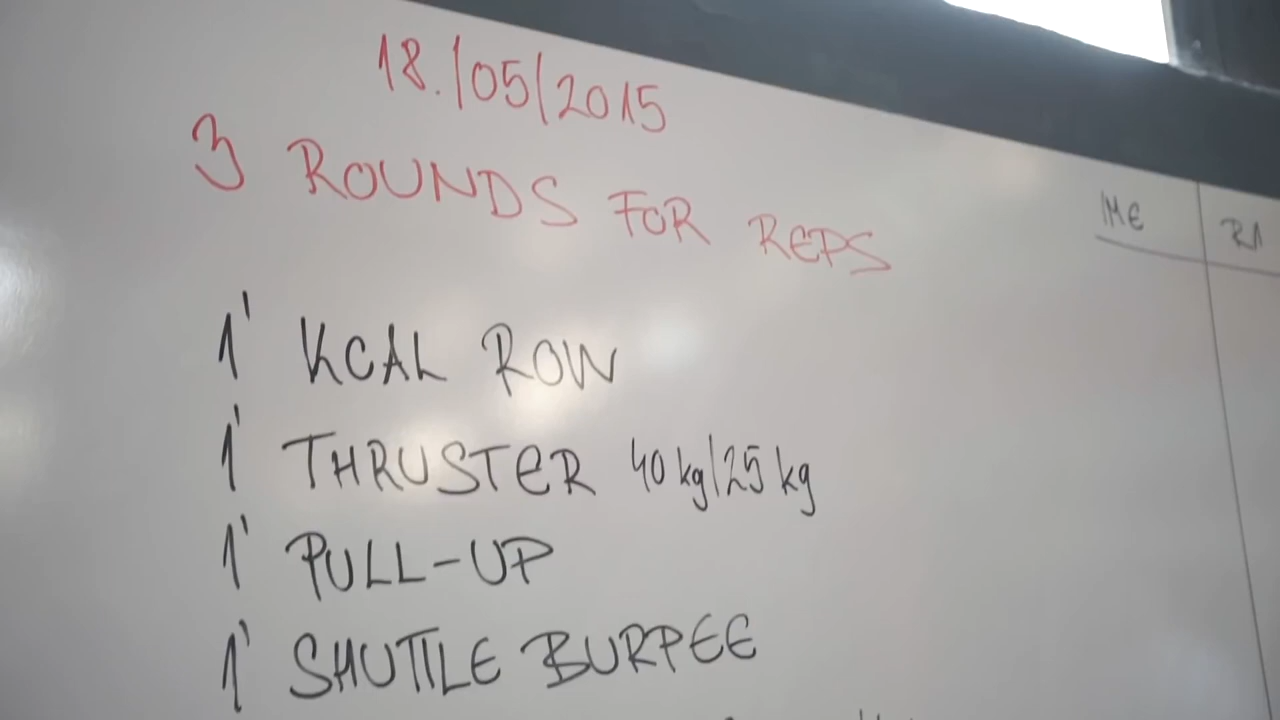 18./05/2015
3 ROUNDS FOR REPS
IME
1' KCAL ROW
1' THRUSTER 40 kg/25 kg
1' PULL-UP
1' SHUTTLE BURPEE